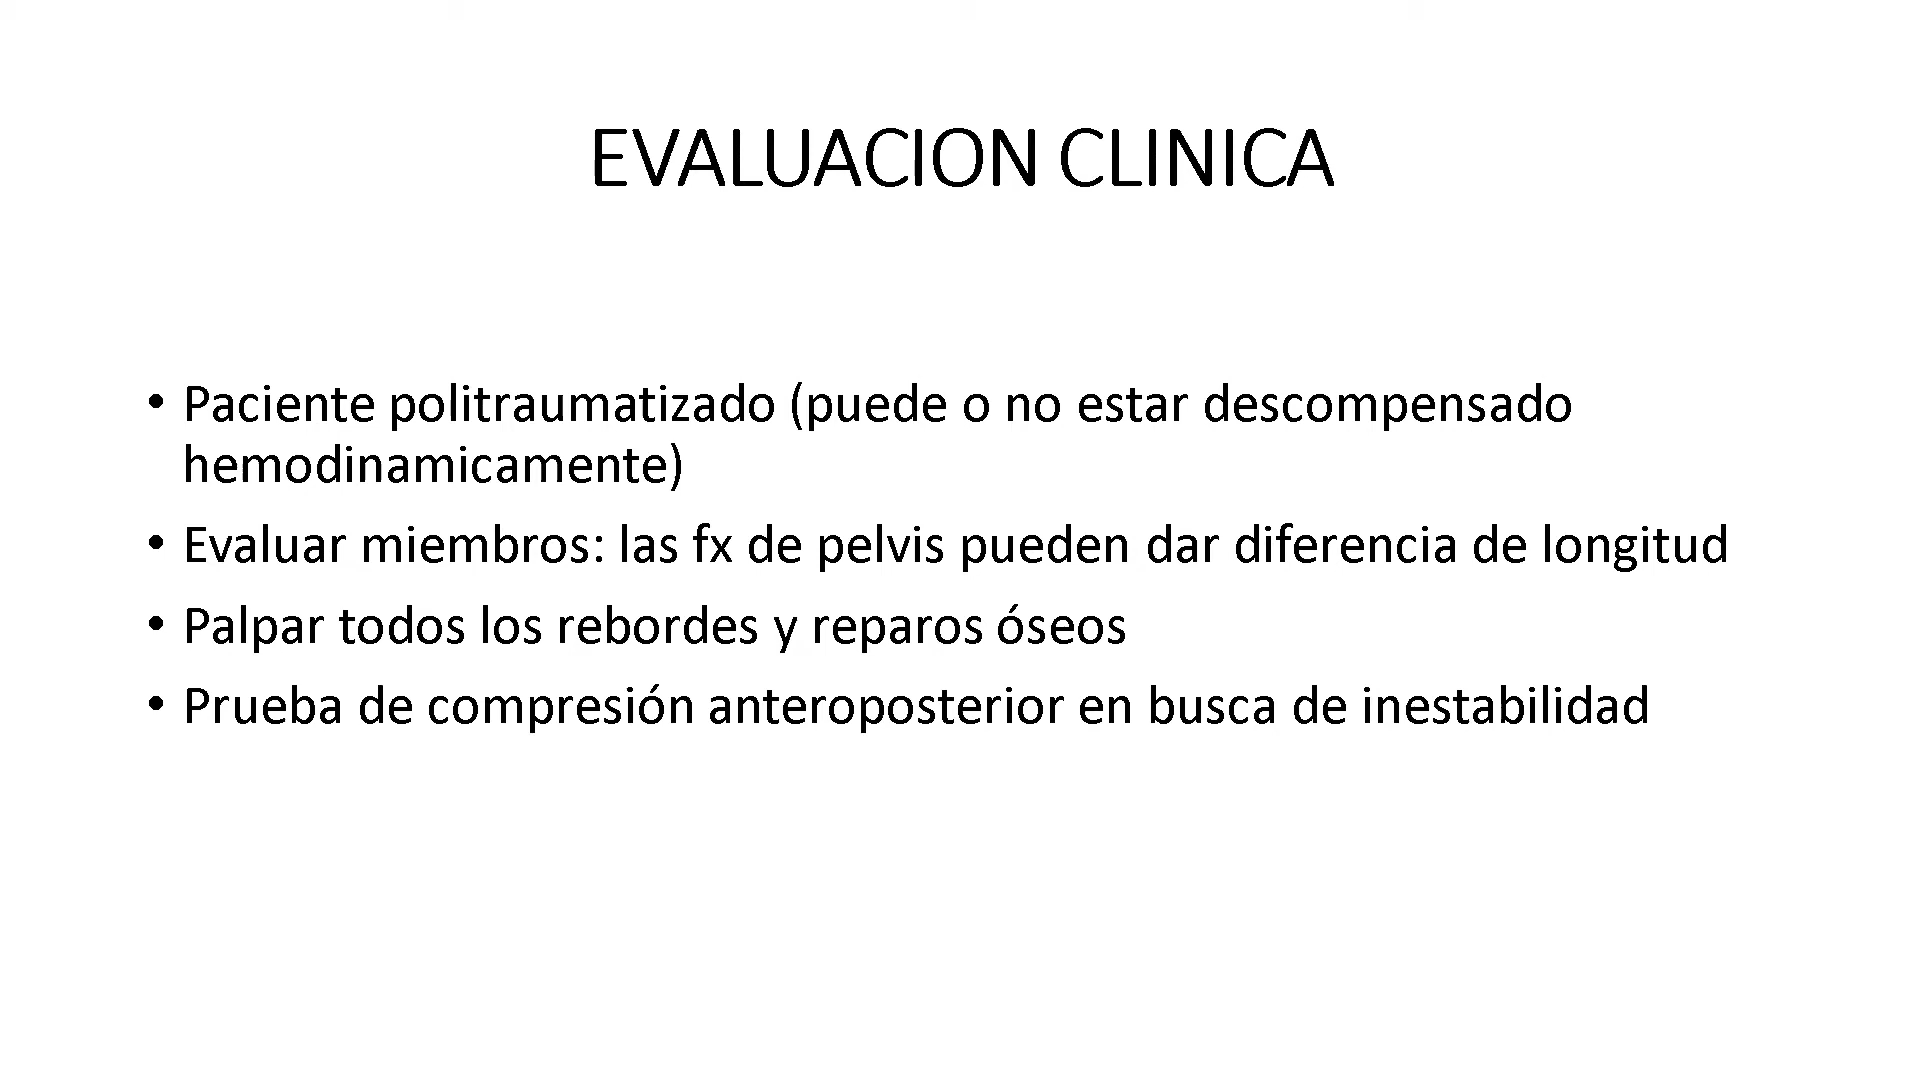 EVALUACION CLINICA
• Paciente politraumatizado (puede o no estar descompensado
hemodinamicamente)
• Evaluar miembros: las fx de pelvis pueden dar diferencia de longitud
• Palpar todos los rebordes y reparos óseos
• Prueba de compresión anteroposterior en busca de inestabilidad